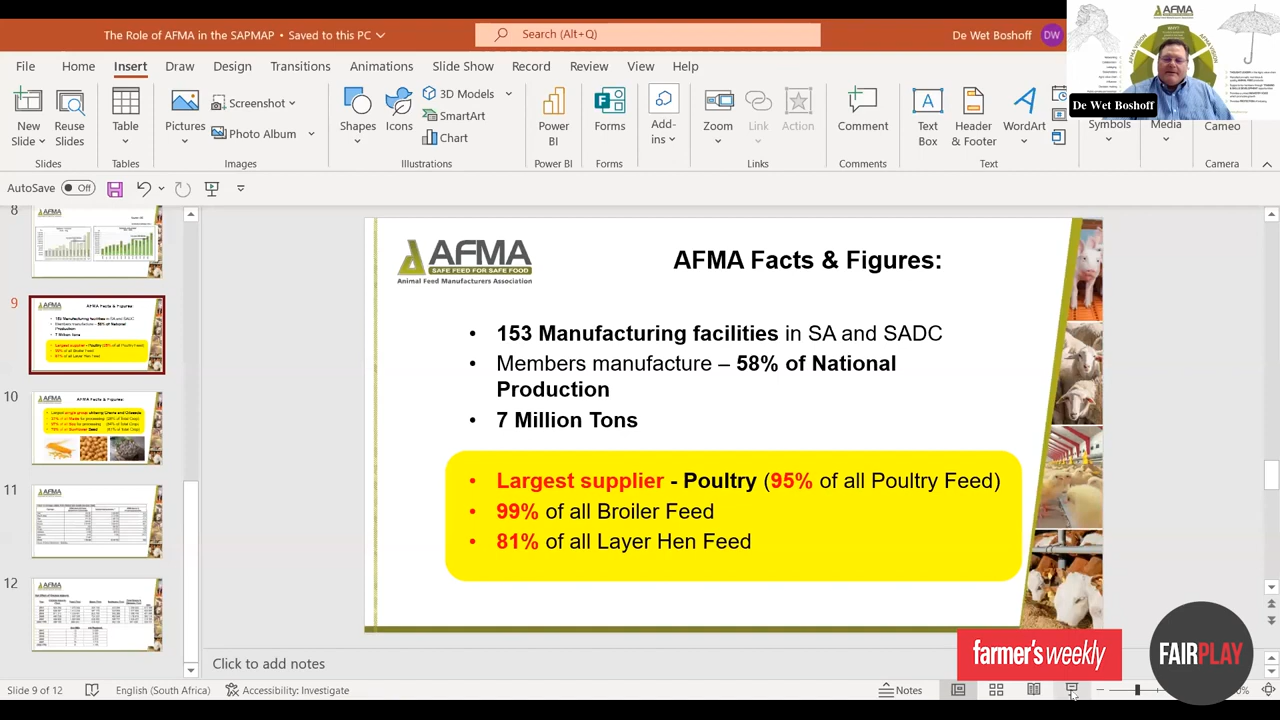 The Role of AFMA in the SAPMAP • Saved to this PC
Search (Alt+Q)
De Wet Boshoff
DW
AFMA
De Wet Boshoff
Home
Insert
Draw
Design
Transitions
Review
Help
New Slide
Reuse Slides
Table
Pictures
Screenshot
Photo Album
3D Models
SmartArt
Chart
Power BI
Forms
Add-ins
Zoom
Link
Action
Comment
Text Box
Header & Footer
WordArt
Symbols
Media
Cameo
Slides
Tables
Images
Illustrations
Power BI
Forms
Links
Comments
Text
Camera
AutoSave
Off
8
9
10
11
12
AFMA
SAFE FEED FOR SAFE FOOD
Animal Feed Manufacturers Association
AFMA Facts & Figures:
• 153 Manufacturing facilities in SA and SADC
• Members manufacture – 58% of National
Production
• 7 Million Tons
• Largest supplier - Poultry (95% of all Poultry Feed)
• 99% of all Broiler Feed
• 81% of all Layer Hen Feed
farmer's weekly
FAIRPLAY
Click to add notes
Slide 9 of 12
English (South Africa)
Accessibility: Investigate
Notes